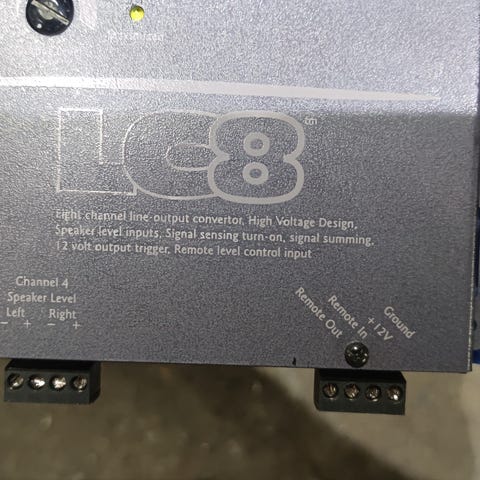 Maximized
LC8
Eight channel line output convertor, High Voltage Design,
Speaker level inputs, Signal sensing turn-on, signal summing,
12 volt output trigger, Remote level control input
Channel 4
Speaker Level
Left Right
- + - +
Remote Out
Remote In
+12V
Ground